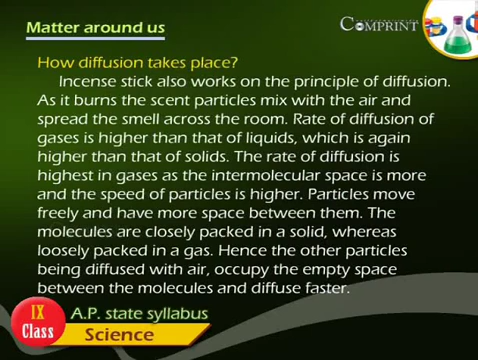 Matter around us
COMPRINT
How diffusion takes place?
Incense stick also works on the principle of diffusion.
As it burns the scent particles mix with the air and
spread the smell across the room. Rate of diffusion of
gases is higher than that of liquids, which is again
higher than that of solids. The rate of diffusion is
highest in gases as the intermolecular space is more
and the speed of particles is higher. Particles move
freely and have more space between them. The
molecules are closely packed in a solid, whereas
loosely packed in a gas. Hence the other particles
being diffused with air, occupy the empty space
between the molecules and diffuse faster.
IX
Class
A.P. state syllabus
Science